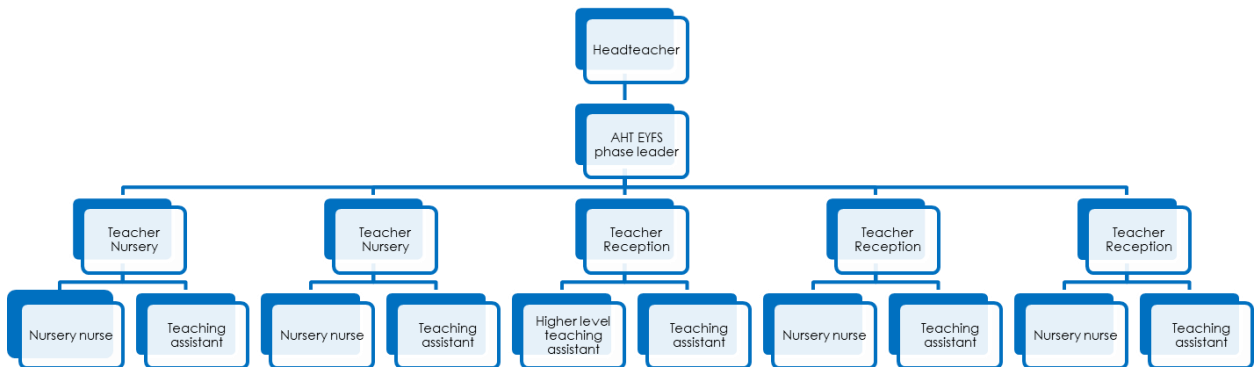 Headteacher
AHT EYFS
phase leader
Teacher
Nursery
Teacher
Nursery
Teacher
Reception
Teacher
Reception
Teacher
Reception
Nursery nurse
Teaching
assistant
Nursery nurse
Teaching
assistant
Higher level
teaching
assistant
Teaching
assistant
Nursery nurse
Teaching
assistant
Nursery nurse
Teaching
assistant